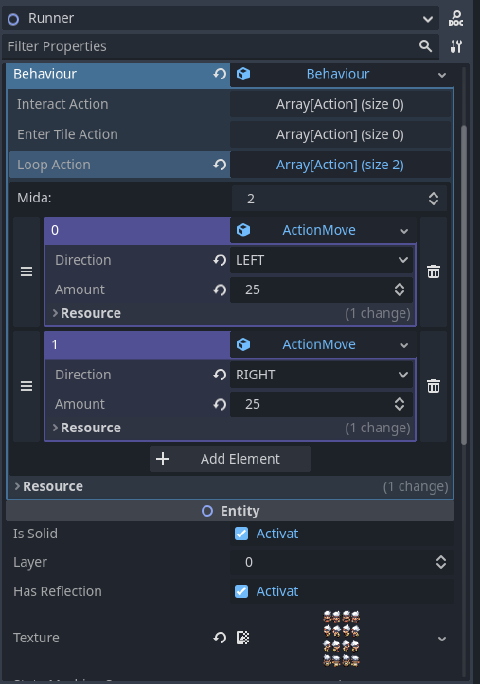 Runner
DOC
Filter Properties
Behaviour Behaviour
Interact Action Array[Action] (size 0)
Enter Tile Action Array[Action] (size 0)
Loop Action Array[Action] (size 2)
Mida: 2
0 ActionMove
Direction LEFT
Amount 25
Resource (1 change)
1 ActionMove
Direction RIGHT
Amount 25
Resource (1 change)
Add Element
Resource (1 change)
Entity
Is Solid Activat
Layer 0
Has Reflection Activat
Texture